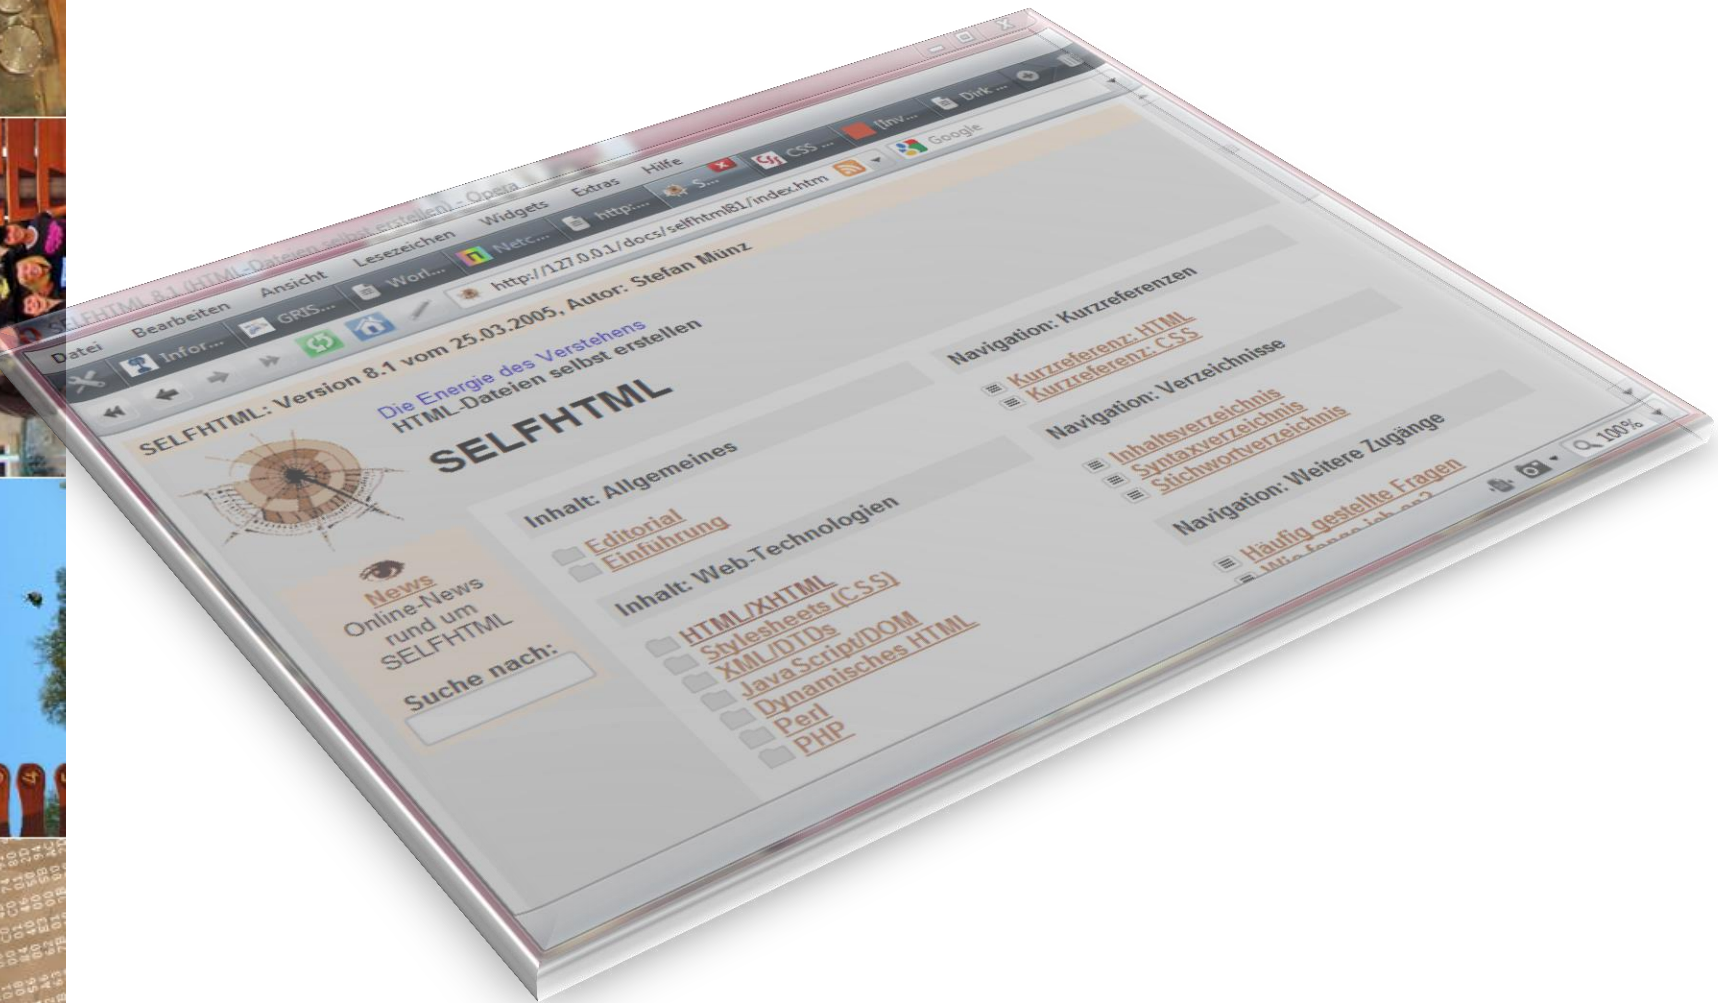 SELFHTML 8.1 (HTML-Dateien selbst erstellen) - Opera
Datei Bearbeiten Ansicht Lesezeichen Widgets Extras Hilfe
Infor... GRIS... Worl... Netc... http:... S... CSS ... [Inv... Dirk ...
http://127.0.0.1/docs/selfhtml81/index.htm Google
SELFHTML: Version 8.1 vom 25.03.2005, Autor: Stefan Münz
Die Energie des Verstehens
HTML-Dateien selbst erstellen
SELFHTML
News
Online-News
rund um
SELFHTML
Suche nach:
Inhalt: Allgemeines
Editorial
Einführung
Inhalt: Web-Technologien
HTML/XHTML
Stylesheets (CSS)
XML/DTDs
JavaScript/DOM
Dynamisches HTML
Perl
PHP
Navigation: Kurzreferenzen
Kurzreferenz: HTML
Kurzreferenz: CSS
Navigation: Verzeichnisse
Inhaltsverzeichnis
Syntaxverzeichnis
Stichwortverzeichnis
Navigation: Weitere Zugänge
Häufig gestellte Fragen
Wie fange ich an?
100%